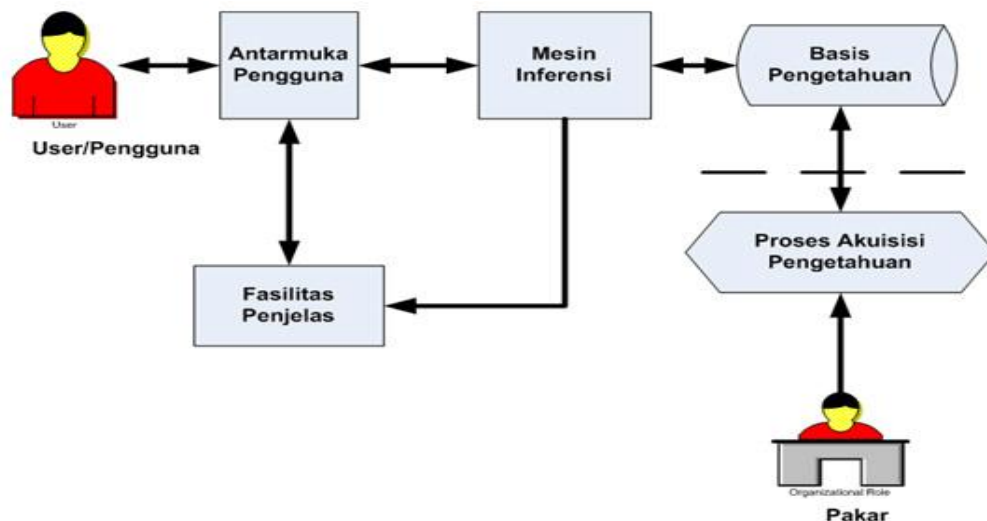 Antarmuka
Pengguna
Mesin
Inferensi
Basis
Pengetahuan
User
User/Pengguna
Proses Akuisisi
Pengetahuan
Fasilitas
Penjelas
Organizational Role
Pakar